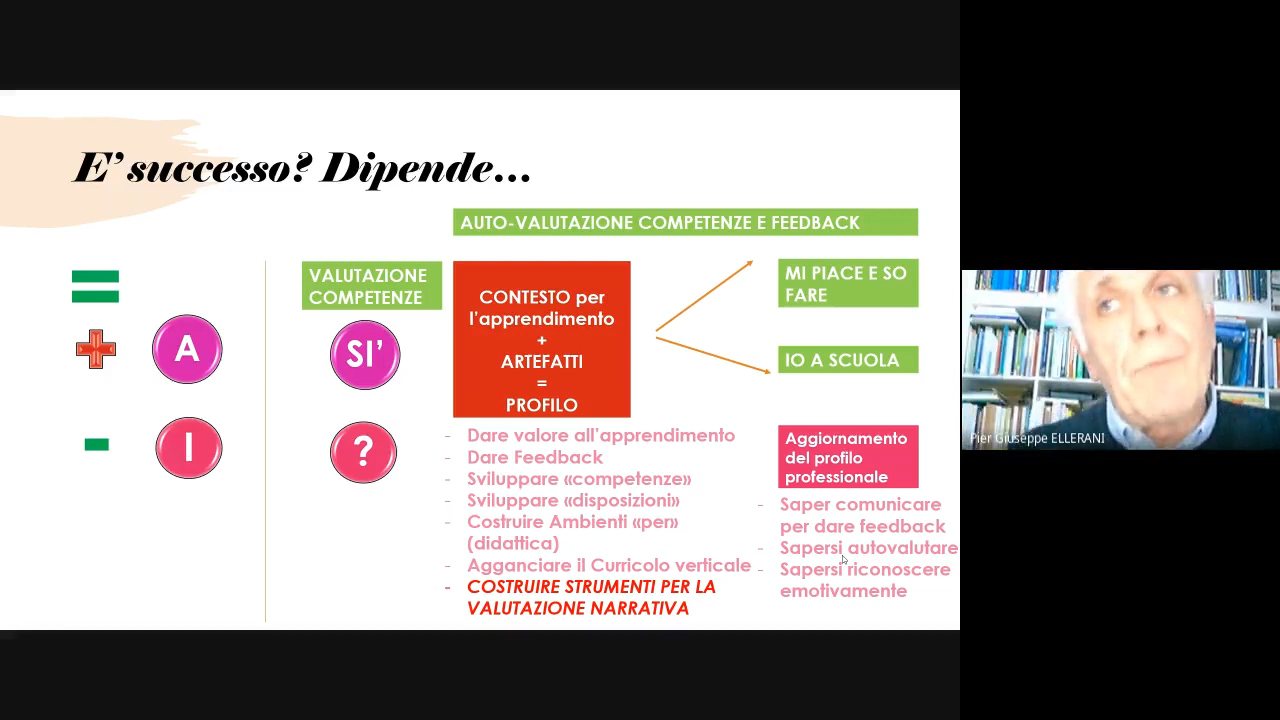 E' successo? Dipende...
AUTO-VALUTAZIONE COMPETENZE E FEEDBACK
A
I
VALUTAZIONE
COMPETENZE
SI'
?
CONTESTO per
l'apprendimento
+
ARTEFATTI
=
PROFILO
- Dare valore all'apprendimento
- Dare Feedback
- Sviluppare «competenze»
- Sviluppare «disposizioni»
- Costruire Ambienti «per»
(didattica)
- Agganciare il Curricolo verticale
- COSTRUIRE STRUMENTI PER LA
VALUTAZIONE NARRATIVA
MI PIACE E SO
FARE
IO A SCUOLA
Aggiornamento
del profilo
professionale
- Saper comunicare
per dare feedback
- Sapersi autovalutare
- Sapersi riconoscere
emotivamente
Pier Giuseppe ELLERANI